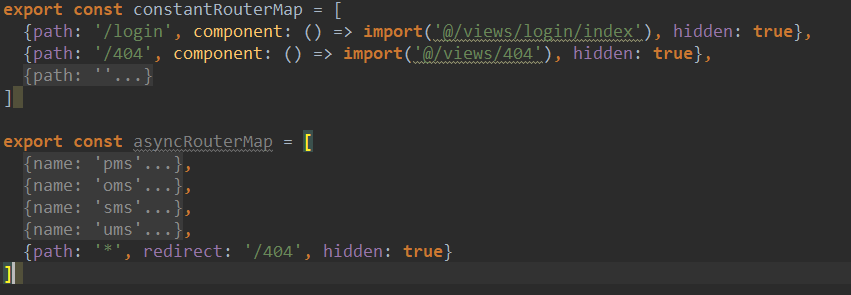 export const constantRouterMap = [
{path: '/login', component: () => import('@/views/login/index'), hidden: true},
{path: '/404', component: () => import('@/views/404'), hidden: true},
{path: ''...}
]
export const asyncRouterMap = [
{name: 'pms'...},
{name: 'oms'...},
{name: 'sms'...},
{name: 'ums'...},
{path: '*', redirect: '/404', hidden: true}
]